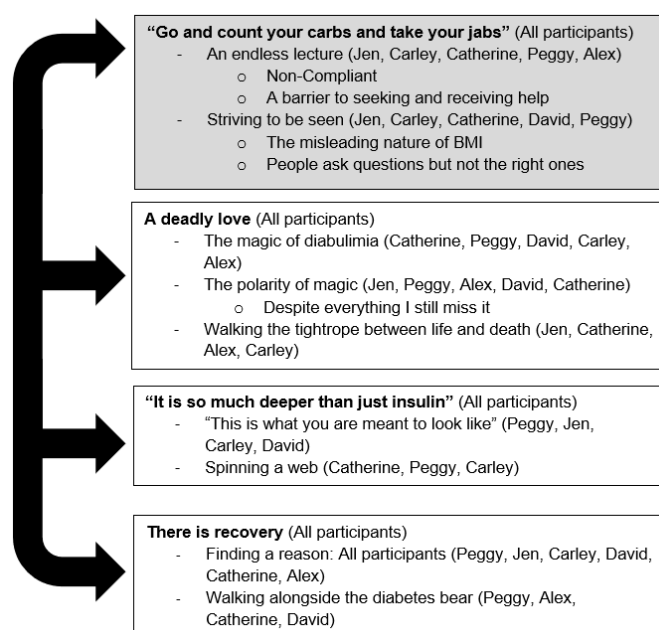 “Go and count your carbs and take your jabs” (All participants)
- An endless lecture (Jen, Carley, Catherine, Peggy, Alex)
o Non-Compliant
o A barrier to seeking and receiving help
- Striving to be seen (Jen, Carley, Catherine, David, Peggy)
o The misleading nature of BMI
o People ask questions but not the right ones
A deadly love (All participants)
- The magic of diabulimia (Catherine, Peggy, David, Carley,
Alex)
- The polarity of magic (Jen, Peggy, Alex, David, Catherine)
o Despite everything I still miss it
- Walking the tightrope between life and death (Jen, Catherine,
Alex, Carley)
“It is so much deeper than just insulin” (All participants)
- “This is what you are meant to look like” (Peggy, Jen,
Carley, David)
- Spinning a web (Catherine, Peggy, Carley)
There is recovery (All participants)
- Finding a reason: All participants (Peggy, Jen, Carley, David,
Catherine, Alex)
- Walking alongside the diabetes bear (Peggy, Alex,
Catherine, David)